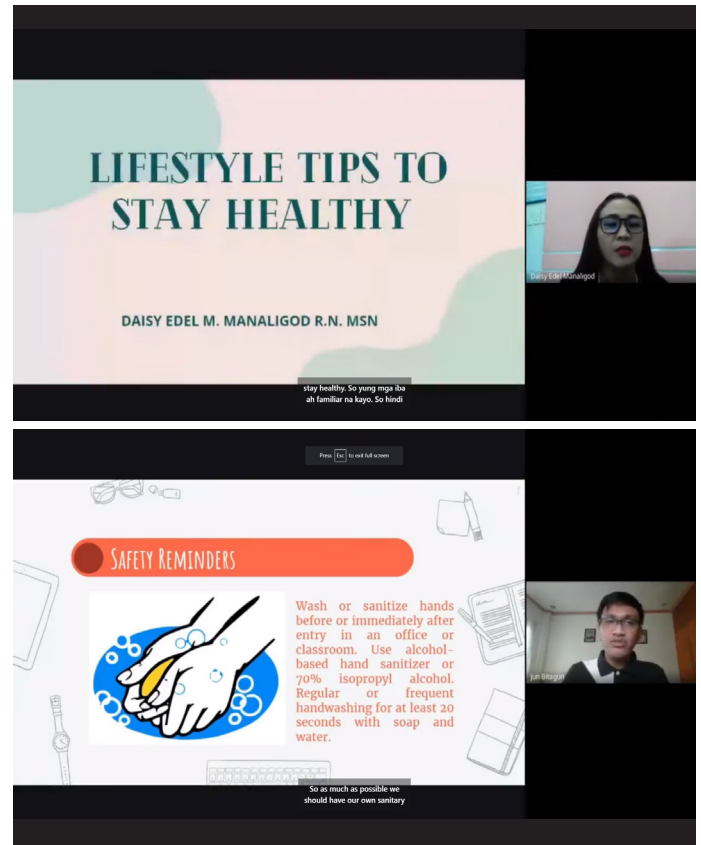 LIFESTYLE TIPS TO
STAY HEALTHY
DAISY EDEL M. MANALIGOD R.N. MSN
Daisy Edel Manaligod
stay healthy. So yung mga iba
ah familiar na kayo. So hindi
Press Esc to exit full screen
SAFETY REMINDERS
Wash or sanitize hands
before or immediately after
entry in an office or
classroom. Use alcohol-
based hand sanitizer or
70% isopropyl alcohol.
Regular or frequent
handwashing for at least 20
seconds with soap and
water.
Jun Bitagun
So as much as possible we
should have our own sanitary